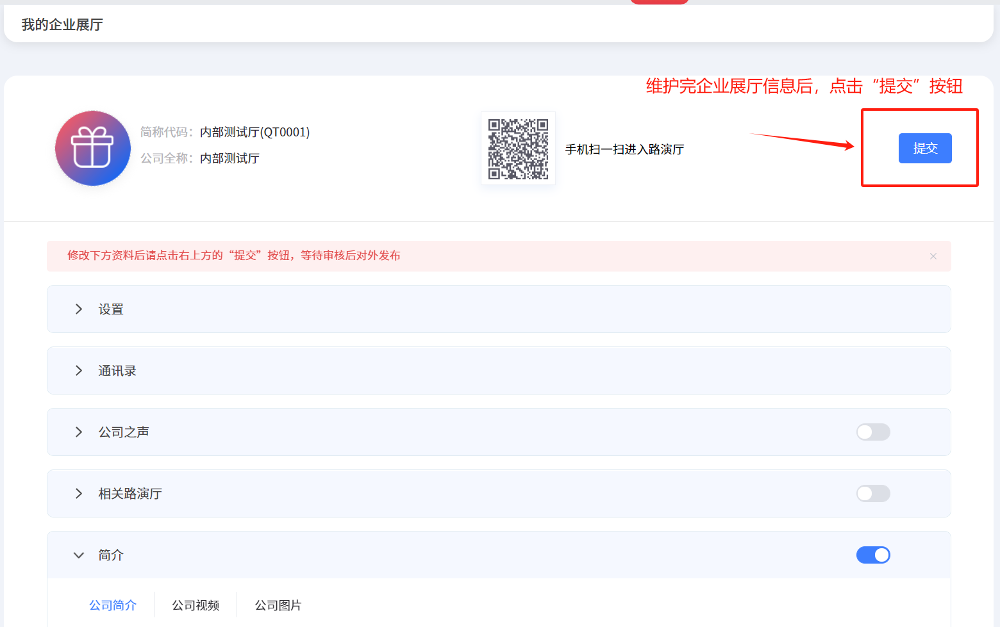 我的企业展厅
维护完企业展厅信息后，点击“提交”按钮
简称代码：内部测试厅(QT0001)
公司全称：内部测试厅
手机扫一扫进入路演厅
提交
修改下方资料后请点击右上方的“提交”按钮，等待审核后对外发布
设置
通讯录
公司之声
相关路演厅
简介
公司简介 公司视频 公司图片